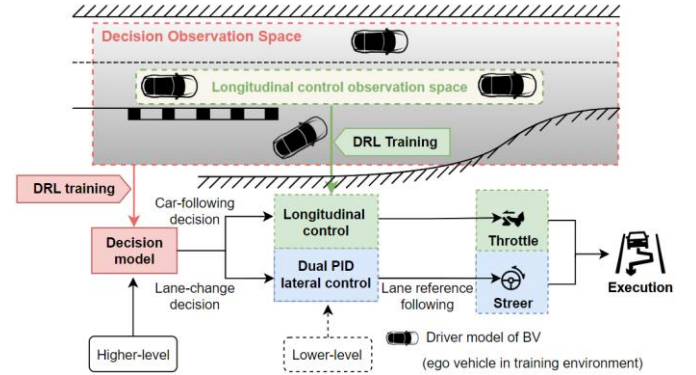 Decision Observation Space
Longitudinal control observation space
DRL Training
DRL training
Car-following
decision
Longitudinal
control
Throttle
Decision
model
Dual PID
lateral control
Lane reference
following
Streer
Execution
Lane-change
decision
Higher-level
Lower-level
Driver model of BV
(ego vehicle in training environment)